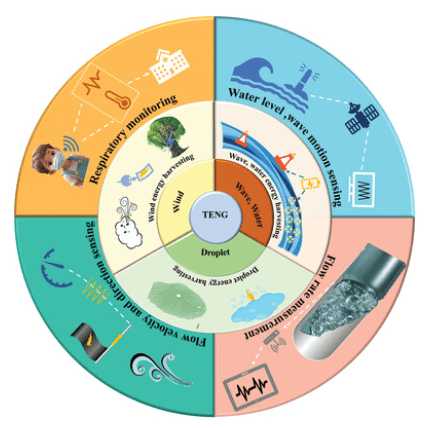 Respiratory monitoring
Water level ,wave motion sensing
Wind energy harvesting
Wave, water energy harvesting
Wind
Wave, Water
TENG
Droplet
Droplet energy harvesting
Flow velocity and direction sensing
Flow rate measurement